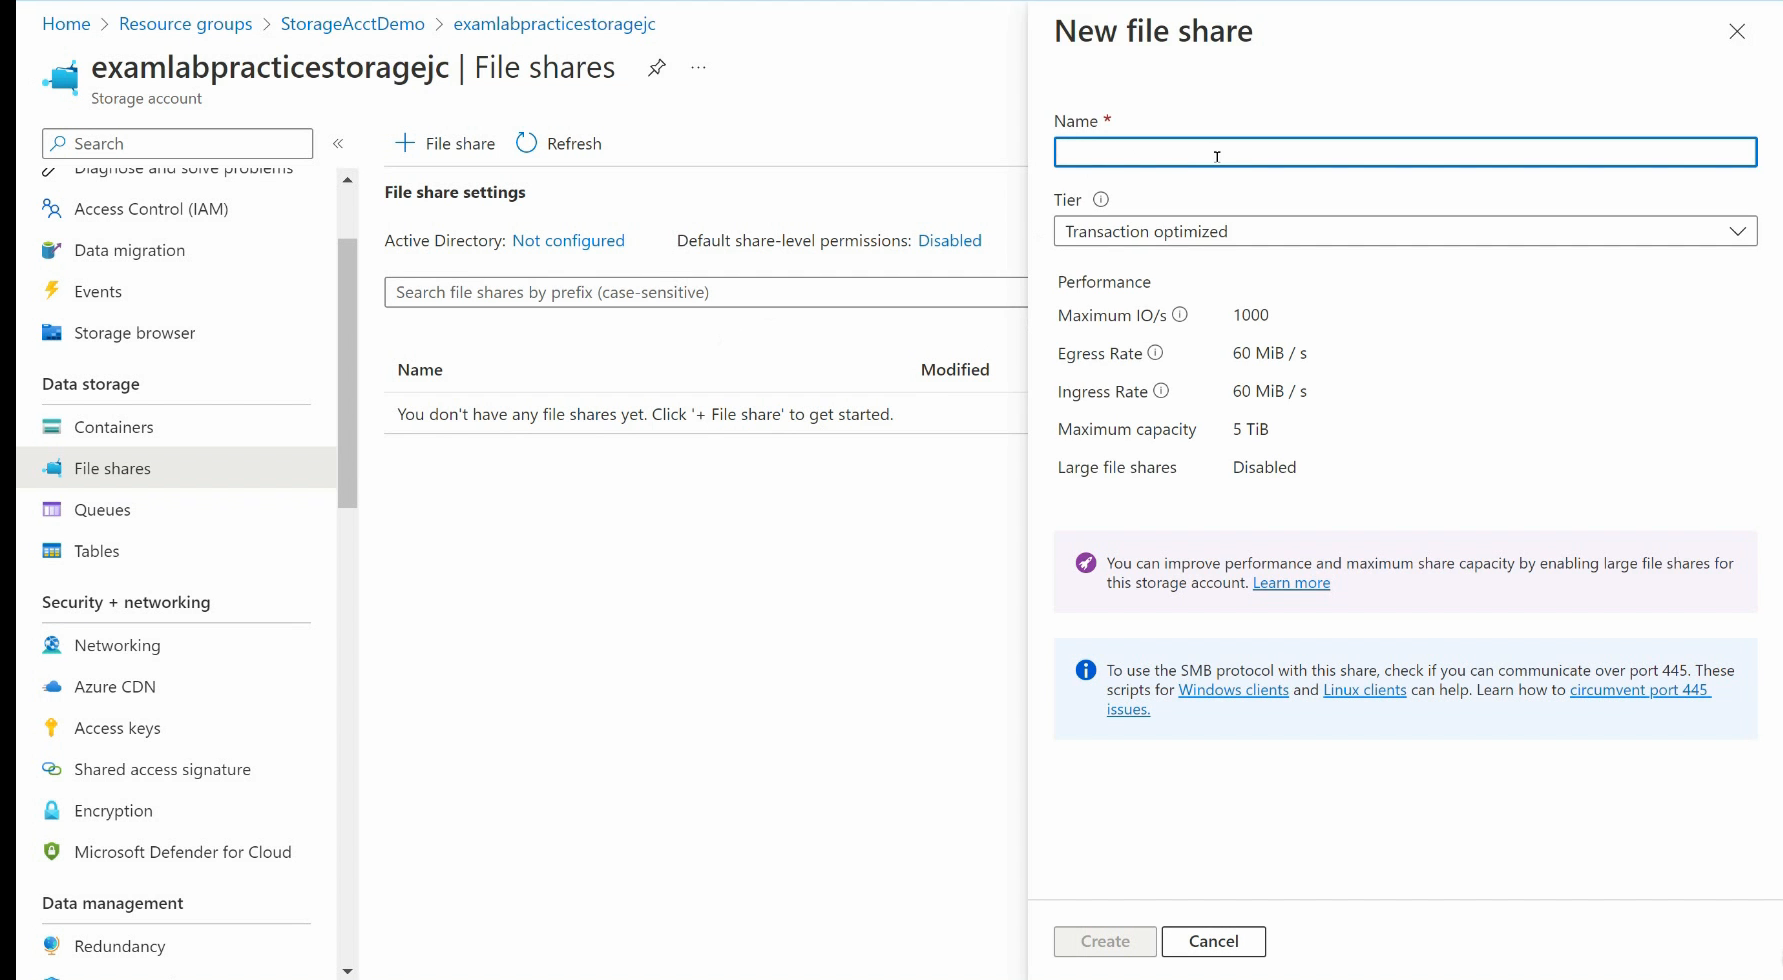 Home > Resource groups > StorageAcctDemo > examlabpracticestoragejc
examlabpracticestoragejc | File shares ...
Storage account
Search «
Diagnose and solve problems
Access Control (IAM)
Data migration
Events
Storage browser
Data storage
Containers
File shares
Queues
Tables
Security + networking
Networking
Azure CDN
Access keys
Shared access signature
Encryption
Microsoft Defender for Cloud
Data management
Redundancy
+ File share Refresh
File share settings
Active Directory: Not configured Default share-level permissions: Disabled
Search file shares by prefix (case-sensitive)
Name Modified
You don't have any file shares yet. Click '+ File share' to get started.
New file share
Name *
Tier
Transaction optimized
Performance
Maximum IO/s 1000
Egress Rate 60 MiB / s
Ingress Rate 60 MiB / s
Maximum capacity 5 TiB
Large file shares Disabled
You can improve performance and maximum share capacity by enabling large file shares for
this storage account. Learn more
To use the SMB protocol with this share, check if you can communicate over port 445. These
scripts for Windows clients and Linux clients can help. Learn how to circumvent port 445
issues.
Create Cancel